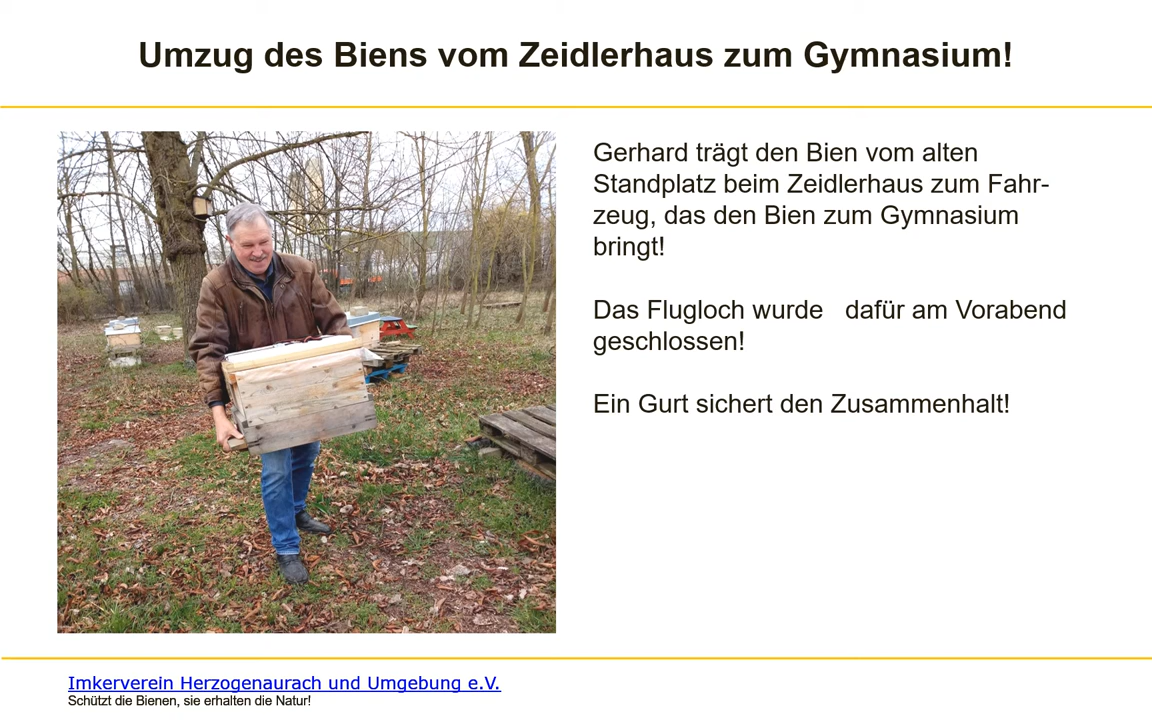 Umzug des Biens vom Zeidlerhaus zum Gymnasium!
Gerhard trägt den Bien vom alten
Standplatz beim Zeidlerhaus zum Fahr-
zeug, das den Bien zum Gymnasium
bringt!
Das Flugloch wurde   dafür am Vorabend
geschlossen!
Ein Gurt sichert den Zusammenhalt!
Imkerverein Herzogenaurach und Umgebung e.V.
Schützt die Bienen, sie erhalten die Natur!